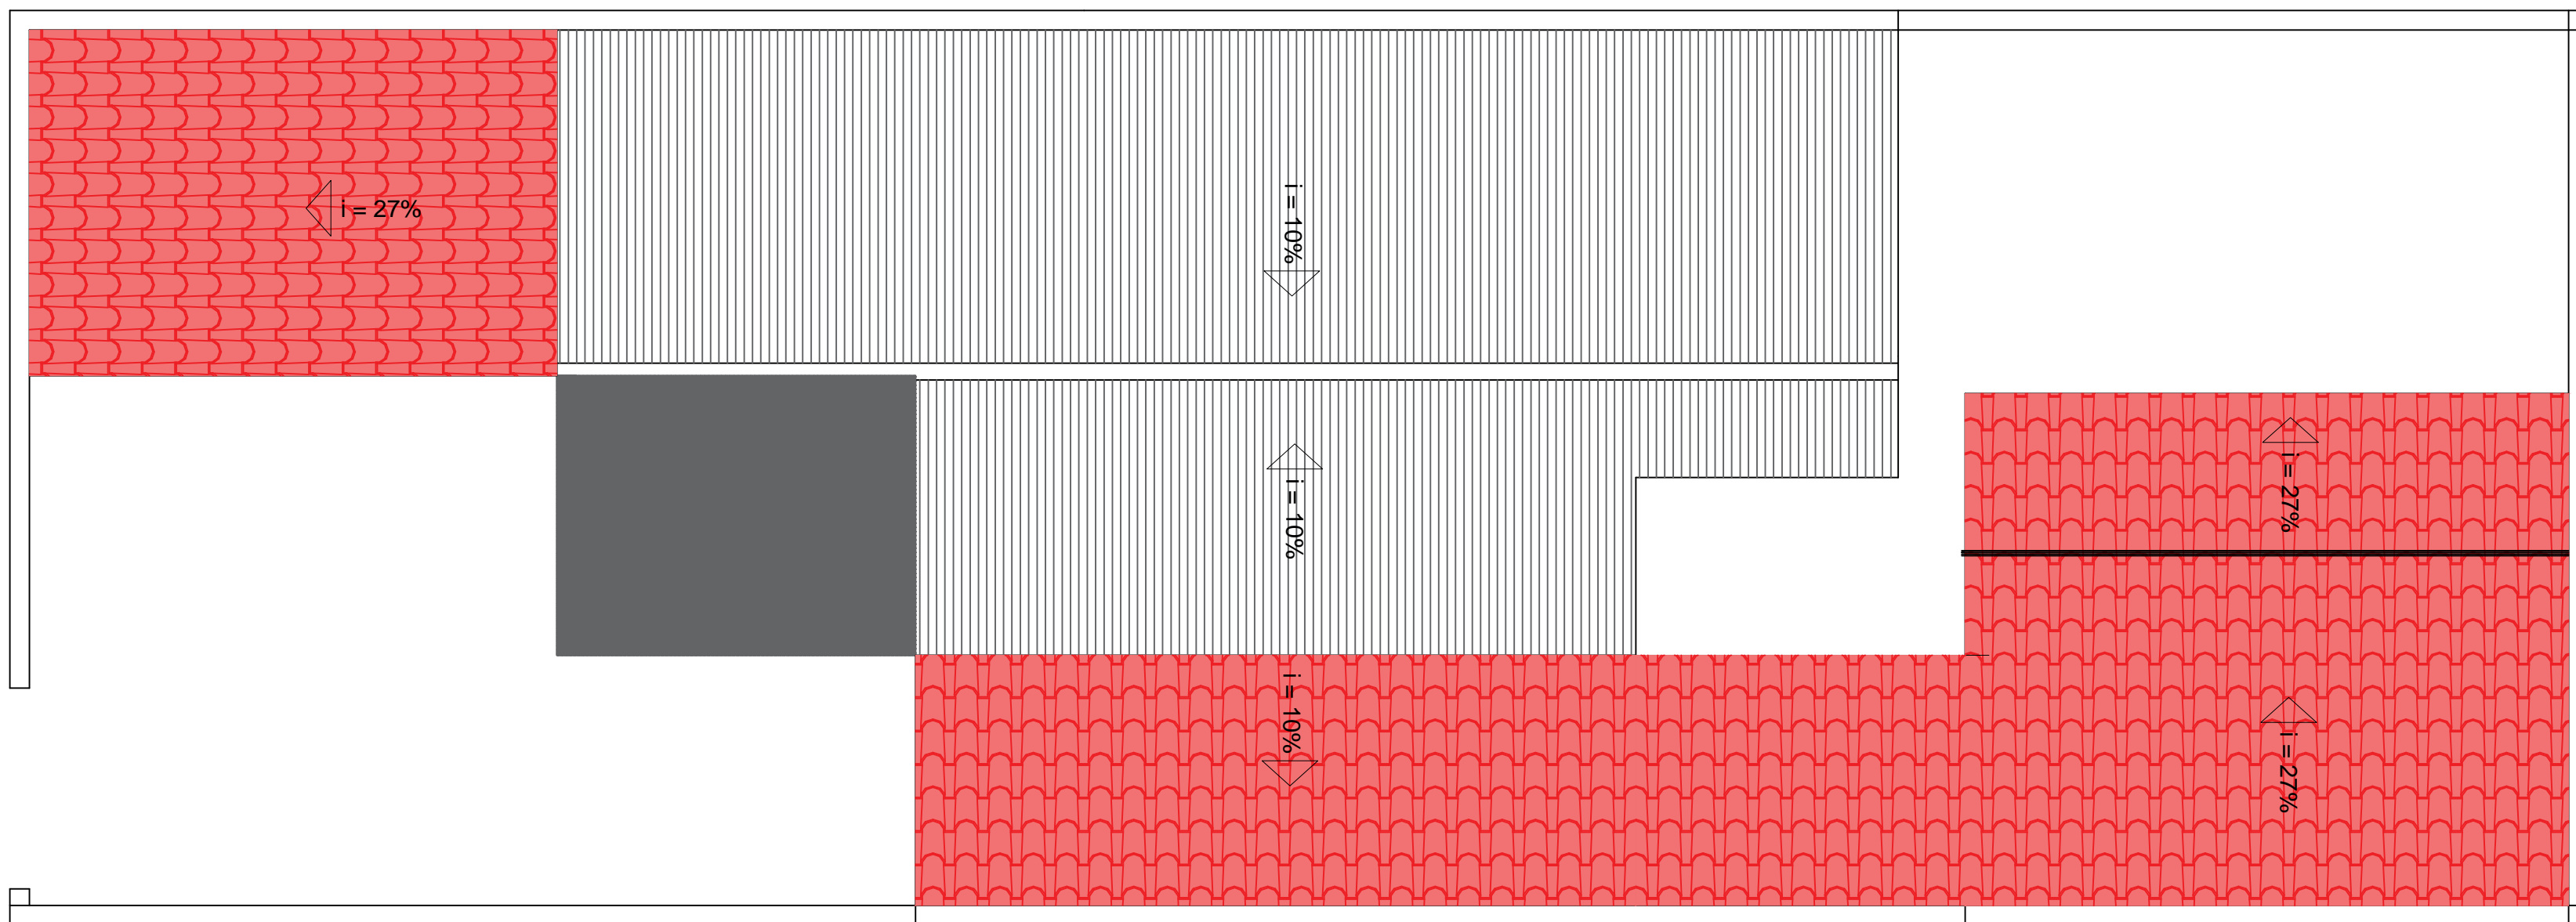 i = 27%
i = 10%
i = 10%
i = 27%
i = 10%
i = 27%